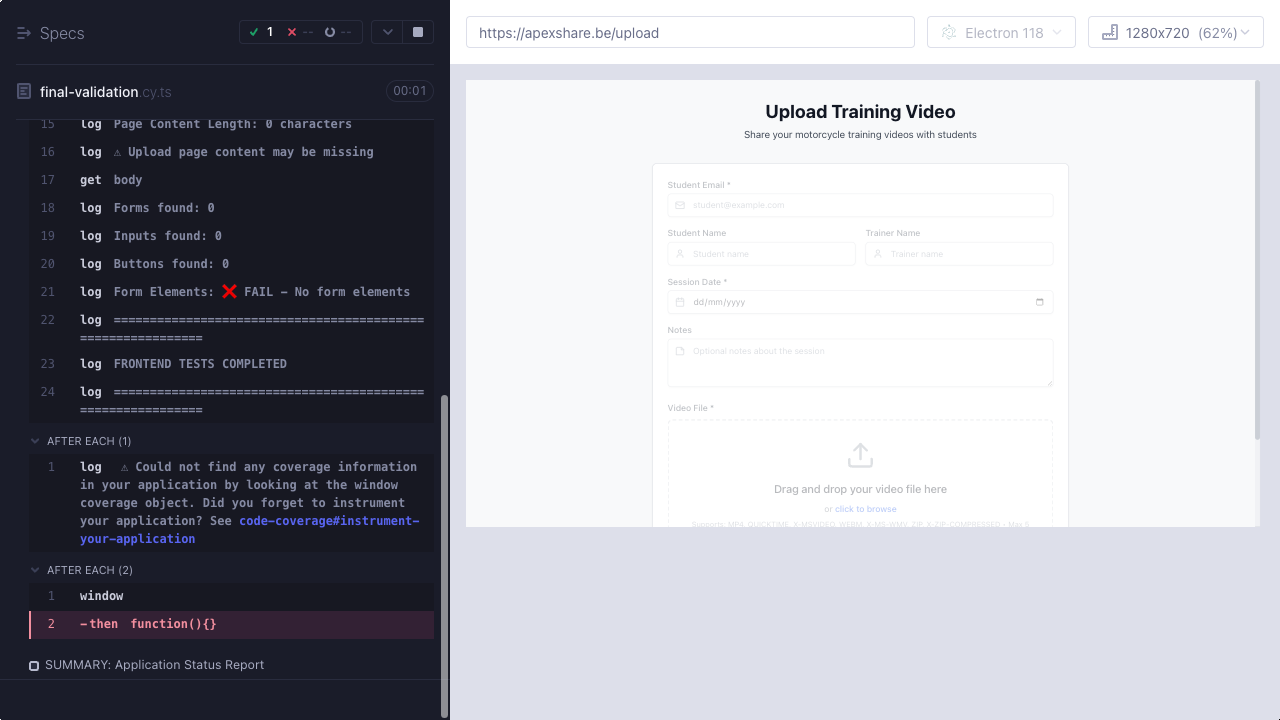 Specs
1 -- --
https://apexshare.be/upload
Electron 118
1280x720 (62%)
final-validation.cy.ts
00:01
15 log Page Content Length: 0 characters
16 log ⚠ Upload page content may be missing
17 get body
18 log Forms found: 0
19 log Inputs found: 0
20 log Buttons found: 0
21 log Form Elements: ❌ FAIL - No form elements
22 log ===========================================
=================
23 log FRONTEND TESTS COMPLETED
24 log ===========================================
=================
AFTER EACH (1)
1 log ⚠ Could not find any coverage information
in your application by looking at the window
coverage object. Did you forget to instrument
your application? See code-coverage#instrument-
your-application
AFTER EACH (2)
1 window
2 -then function(){}
SUMMARY: Application Status Report
Upload Training Video
Share your motorcycle training videos with students
Student Email *
student@example.com
Student Name
Trainer Name
Student name
Trainer name
Session Date *
dd/mm/yyyy
Notes
Optional notes about the session
Video File *
Drag and drop your video file here
or click to browse
Supports: MP4, QUICKTIME, X-MSVIDEO, WEBM, X-MS-WMV, ZIP, X-ZIP-COMPRESSED • Max 5